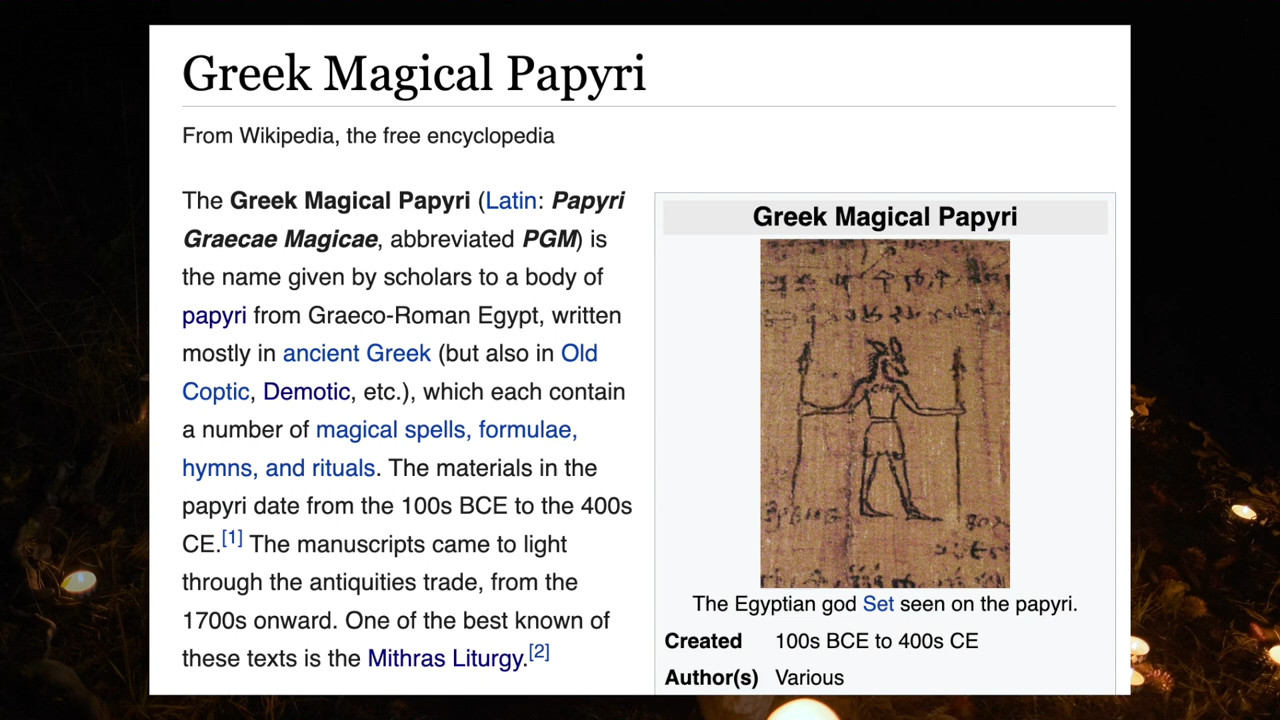 Greek Magical Papyri
From Wikipedia, the free encyclopedia
The Greek Magical Papyri (Latin: Papyri
Graecae Magicae, abbreviated PGM) is
the name given by scholars to a body of
papyri from Graeco-Roman Egypt, written
mostly in ancient Greek (but also in Old
Coptic, Demotic, etc.), which each contain
a number of magical spells, formulae,
hymns, and rituals. The materials in the
papyri date from the 100s BCE to the 400s
CE.[1] The manuscripts came to light
through the antiquities trade, from the
1700s onward. One of the best known of
these texts is the Mithras Liturgy.[2]
Greek Magical Papyri
The Egyptian god Set seen on the papyri.
Created 100s BCE to 400s CE
Author(s) Various